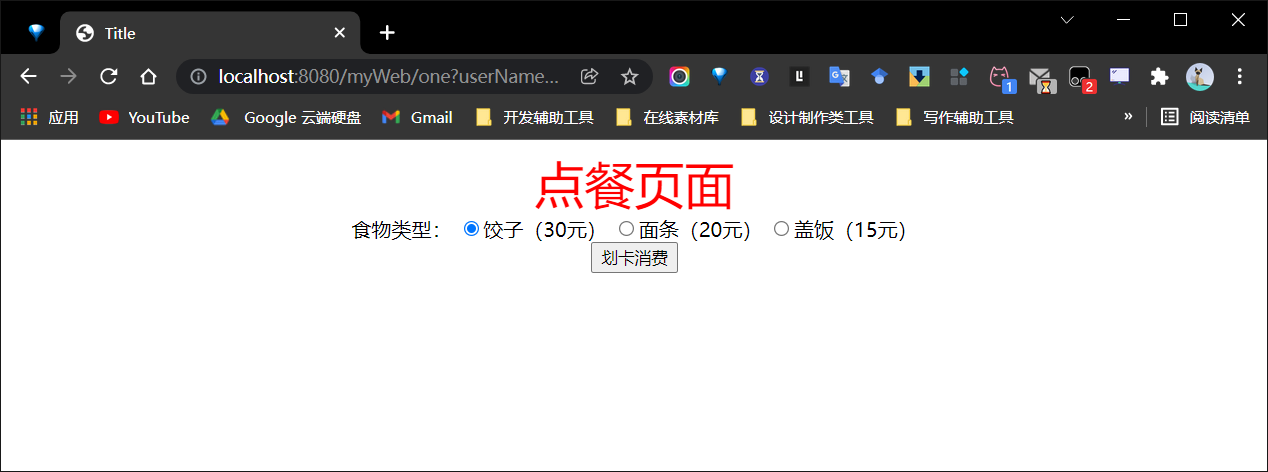 Title
localhost:8080/myWeb/one?userName...
1
2
应用 YouTube Google 云端硬盘 Gmail 开发辅助工具 在线素材库 设计制作类工具 写作辅助工具 » 阅读清单
点餐页面
食物类型： 饺子（30元） 面条（20元） 盖饭（15元）
划卡消费